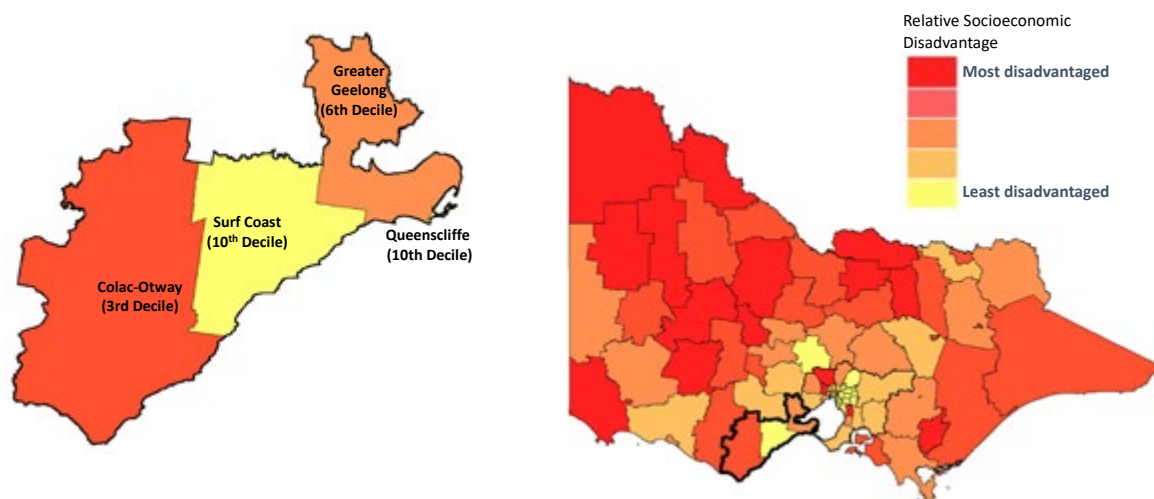 Greater
Geelong
(6th Decile)
Surf Coast
(10th Decile)
Queenscliffe
(10th Decile)
Colac-Otway
(3rd Decile)
Relative Socioeconomic
Disadvantage
Most disadvantaged
Least disadvantaged